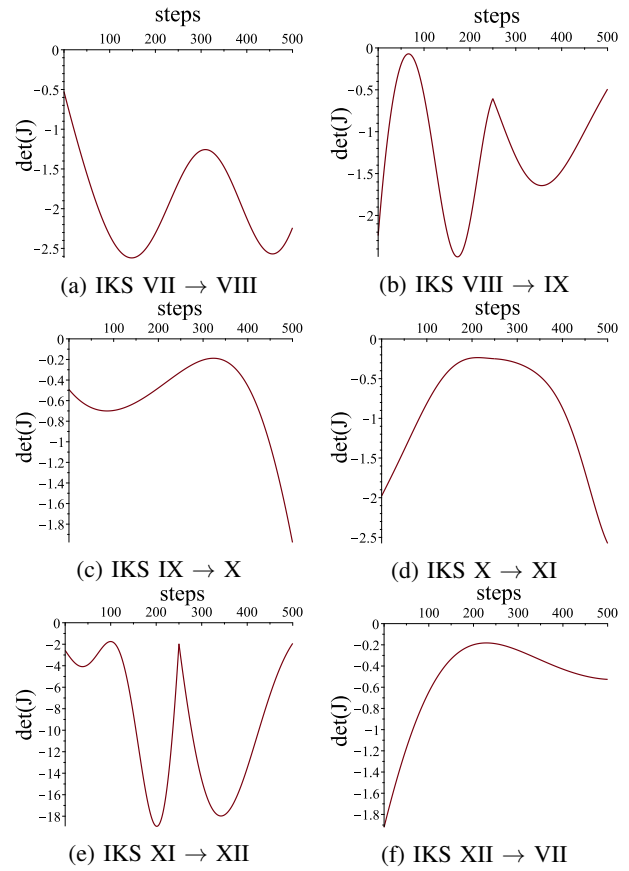 steps
0 100 200 300 400 500
−0.5
−1
−1.5
−2
−2.5
det(J)
(a) IKS VII → VIII
steps
0 100 200 300 400 500
−0.5
−1
−1.5
−2
det(J)
(b) IKS VIII → IX
steps
0 100 200 300 400 500
−0.2
−0.4
−0.6
−0.8
−1
−1.2
−1.4
−1.6
−1.8
det(J)
(c) IKS IX → X
steps
0 100 200 300 400 500
−0.5
−1
−1.5
−2
−2.5
det(J)
(d) IKS X → XI
steps
0 100 200 300 400 500
−2
−4
−6
−8
−10
−12
−14
−16
−18
det(J)
(e) IKS XI → XII
steps
0 100 200 300 400 500
−0.2
−0.4
−0.6
−0.8
−1
−1.2
−1.4
−1.6
−1.8
det(J)
(f) IKS XII → VII